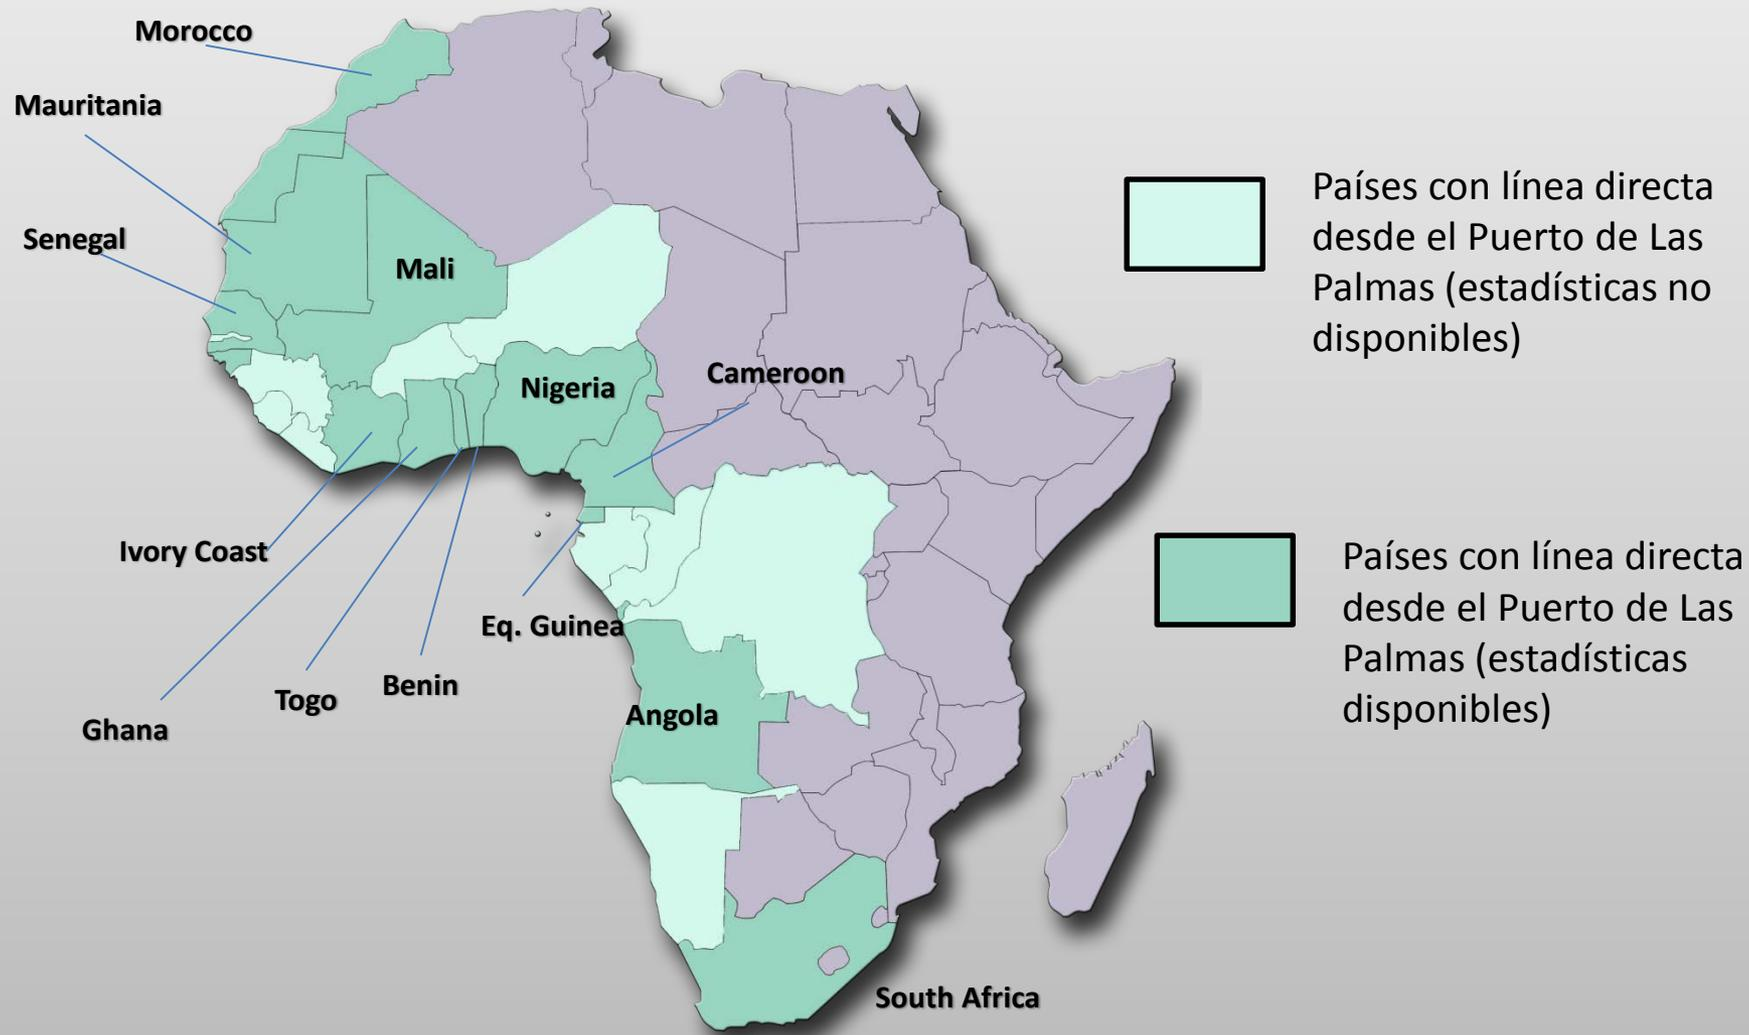 Morocco
Mauritania
Senegal
Mali
Nigeria
Cameroon
Ivory Coast
Eq. Guinea
Benin
Togo
Ghana
Angola
South Africa
Países con línea directa
desde el Puerto de Las
Palmas (estadísticas no
disponibles)
Países con línea directa
desde el Puerto de Las
Palmas (estadísticas
disponibles)